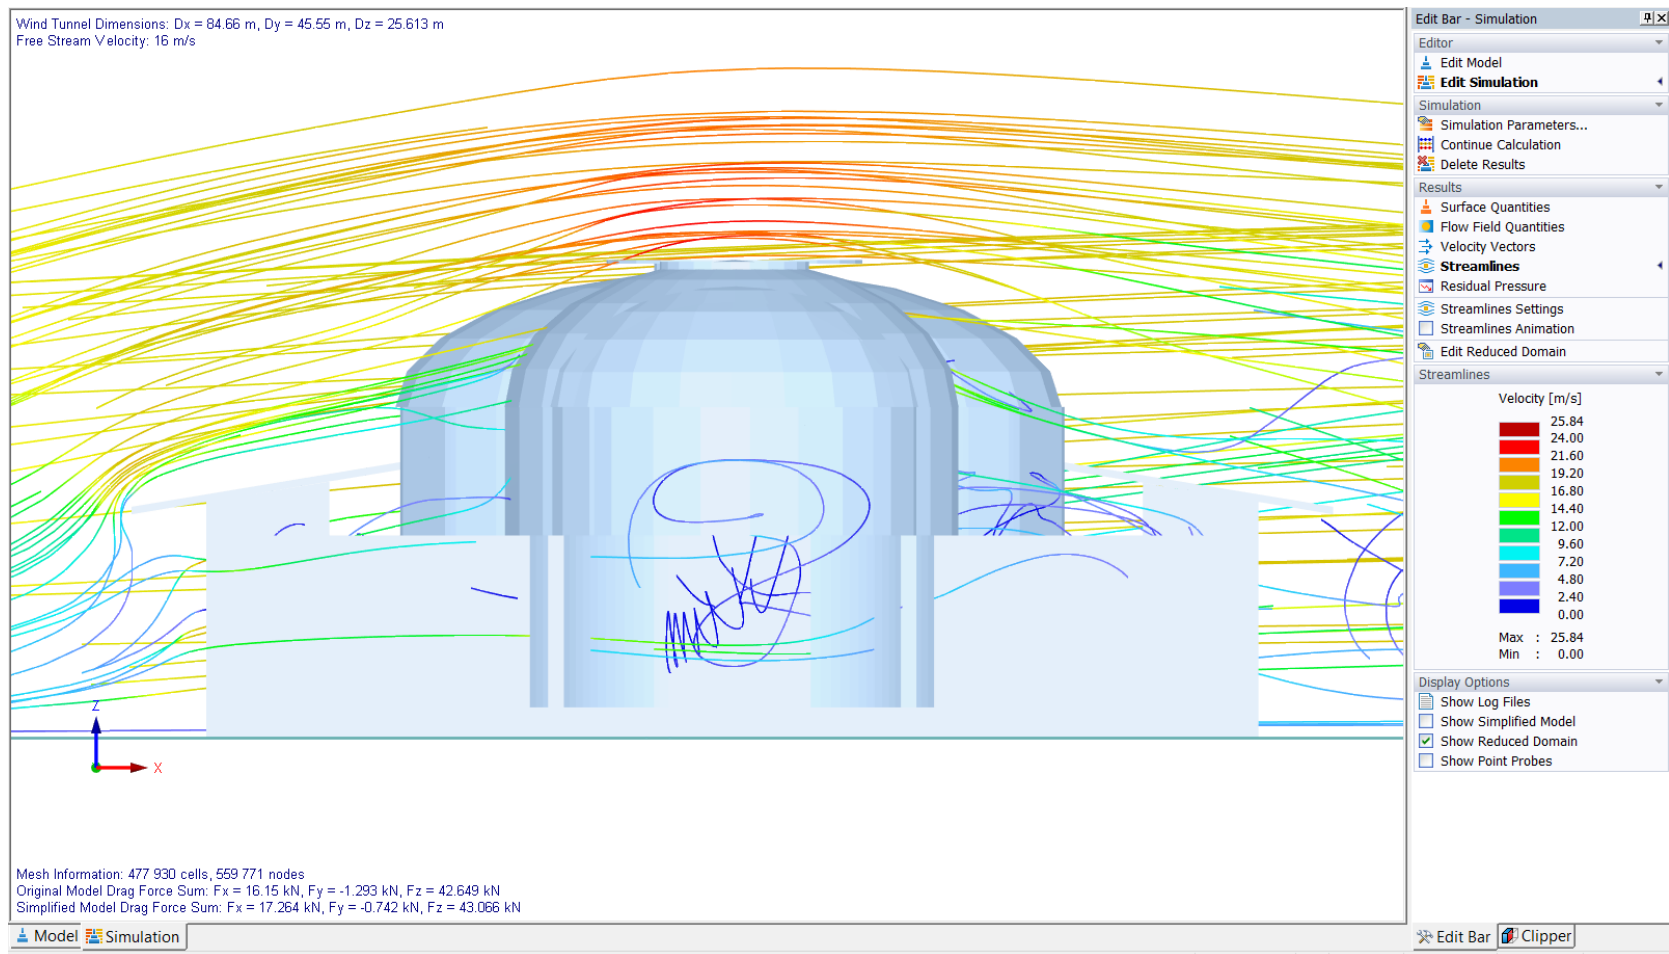 Wind Tunnel Dimensions: Dx = 84.66 m, Dy = 45.55 m, Dz = 25.613 m
Free Stream Velocity: 16 m/s
Z
X
Mesh Information: 477 930 cells, 559 771 nodes
Original Model Drag Force Sum: Fx = 16.15 kN, Fy = -1.293 kN, Fz = 42.649 kN
Simplified Model Drag Force Sum: Fx = 17.264 kN, Fy = -0.742 kN, Fz = 43.066 kN
Model
Simulation
Edit Bar - Simulation
Editor
Edit Model
Edit Simulation
Simulation
Simulation Parameters...
Continue Calculation
Delete Results
Results
Surface Quantities
Flow Field Quantities
Velocity Vectors
Streamlines
Residual Pressure
Streamlines Settings
Streamlines Animation
Edit Reduced Domain
Streamlines
Velocity [m/s]
25.84
24.00
21.60
19.20
16.80
14.40
12.00
9.60
7.20
4.80
2.40
0.00
Max : 25.84
Min : 0.00
Display Options
Show Log Files
Show Simplified Model
Show Reduced Domain
Show Point Probes
Edit Bar
Clipper